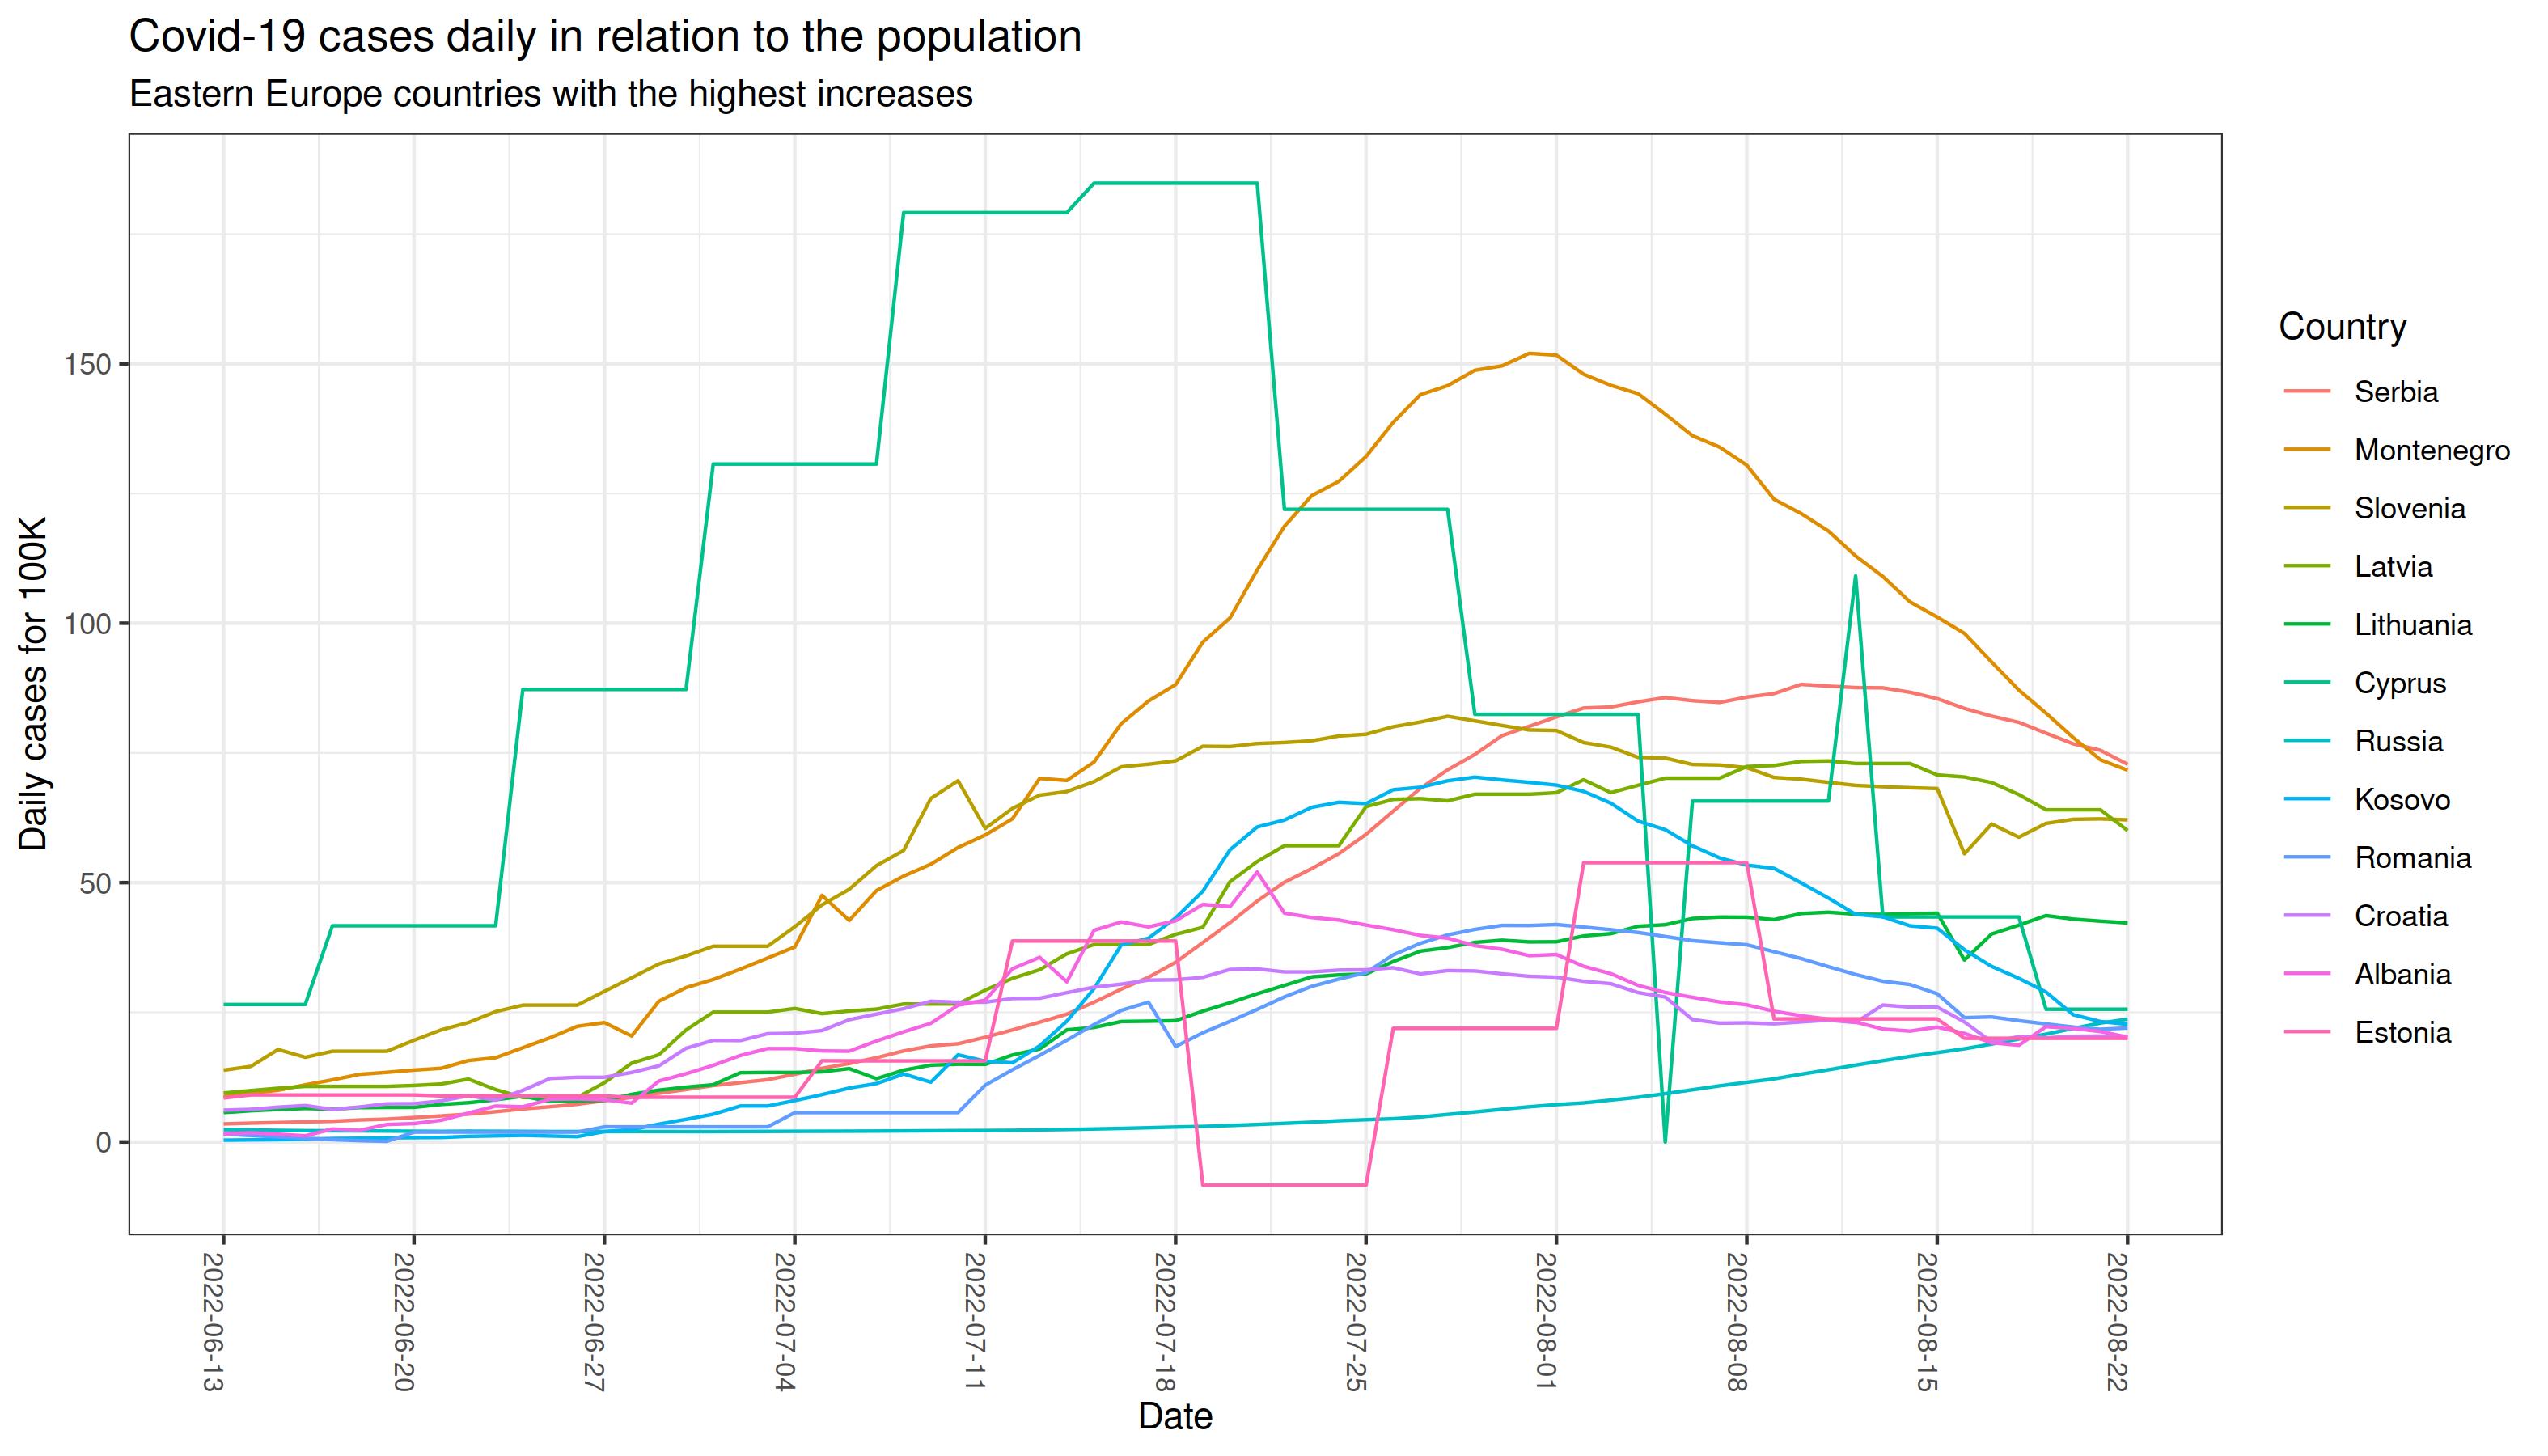 Covid-19 cases daily in relation to the population
Eastern Europe countries with the highest increases
Daily cases for 100K
150
100
50
0
2022-06-13
2022-06-20
2022-06-27
2022-07-04
2022-07-11
2022-07-18
2022-07-25
2022-08-01
2022-08-08
2022-08-15
2022-08-22
Date
Country
Serbia
Montenegro
Slovenia
Latvia
Lithuania
Cyprus
Russia
Kosovo
Romania
Croatia
Albania
Estonia